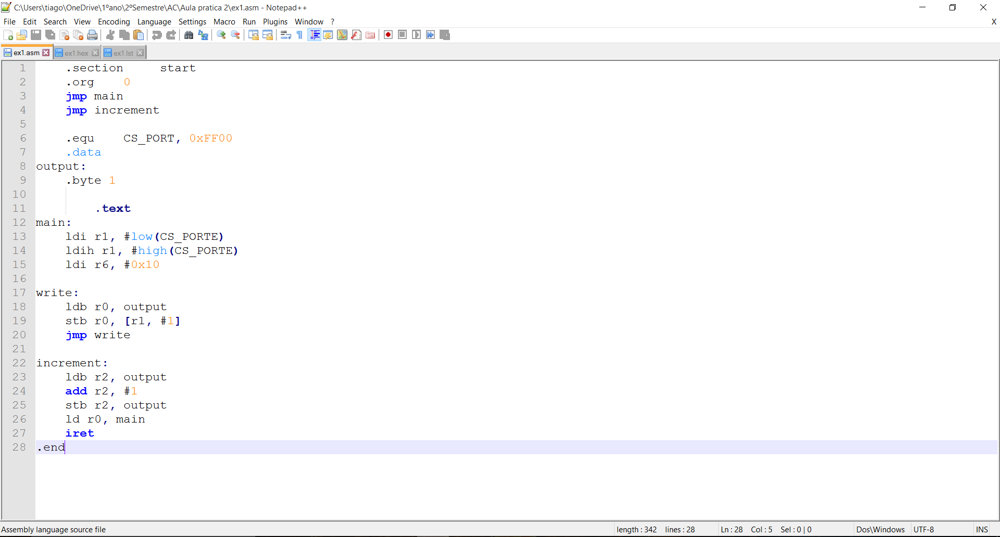 C:\Users\tiago\OneDrive\1ºano\2ºSemestre\AC\Aula pratica 2\ex1.asm - Notepad++
File Edit Search View Encoding Language Settings Macro Run Plugins Window ? X
ex1.asm ex1.hex ex1.lst
1 .section start
2 .org 0
3 jmp main
4 jmp increment
5
6 .equ CS_PORT, 0xFF00
7 .data
8 output:
9 .byte 1
10
11 .text
12 main:
13 ldi r1, #low(CS_PORTE)
14 ldih r1, #high(CS_PORTE)
15 ldi r6, #0x10
16
17 write:
18 ldb r0, output
19 stb r0, [r1, #1]
20 jmp write
21
22 increment:
23 ldb r2, output
24 add r2, #1
25 stb r2, output
26 ld r0, main
27 iret
28 .end
Assembly language source file length : 342 lines : 28 Ln : 28 Col : 5 Sel : 0 | 0 Dos\Windows UTF-8 INS